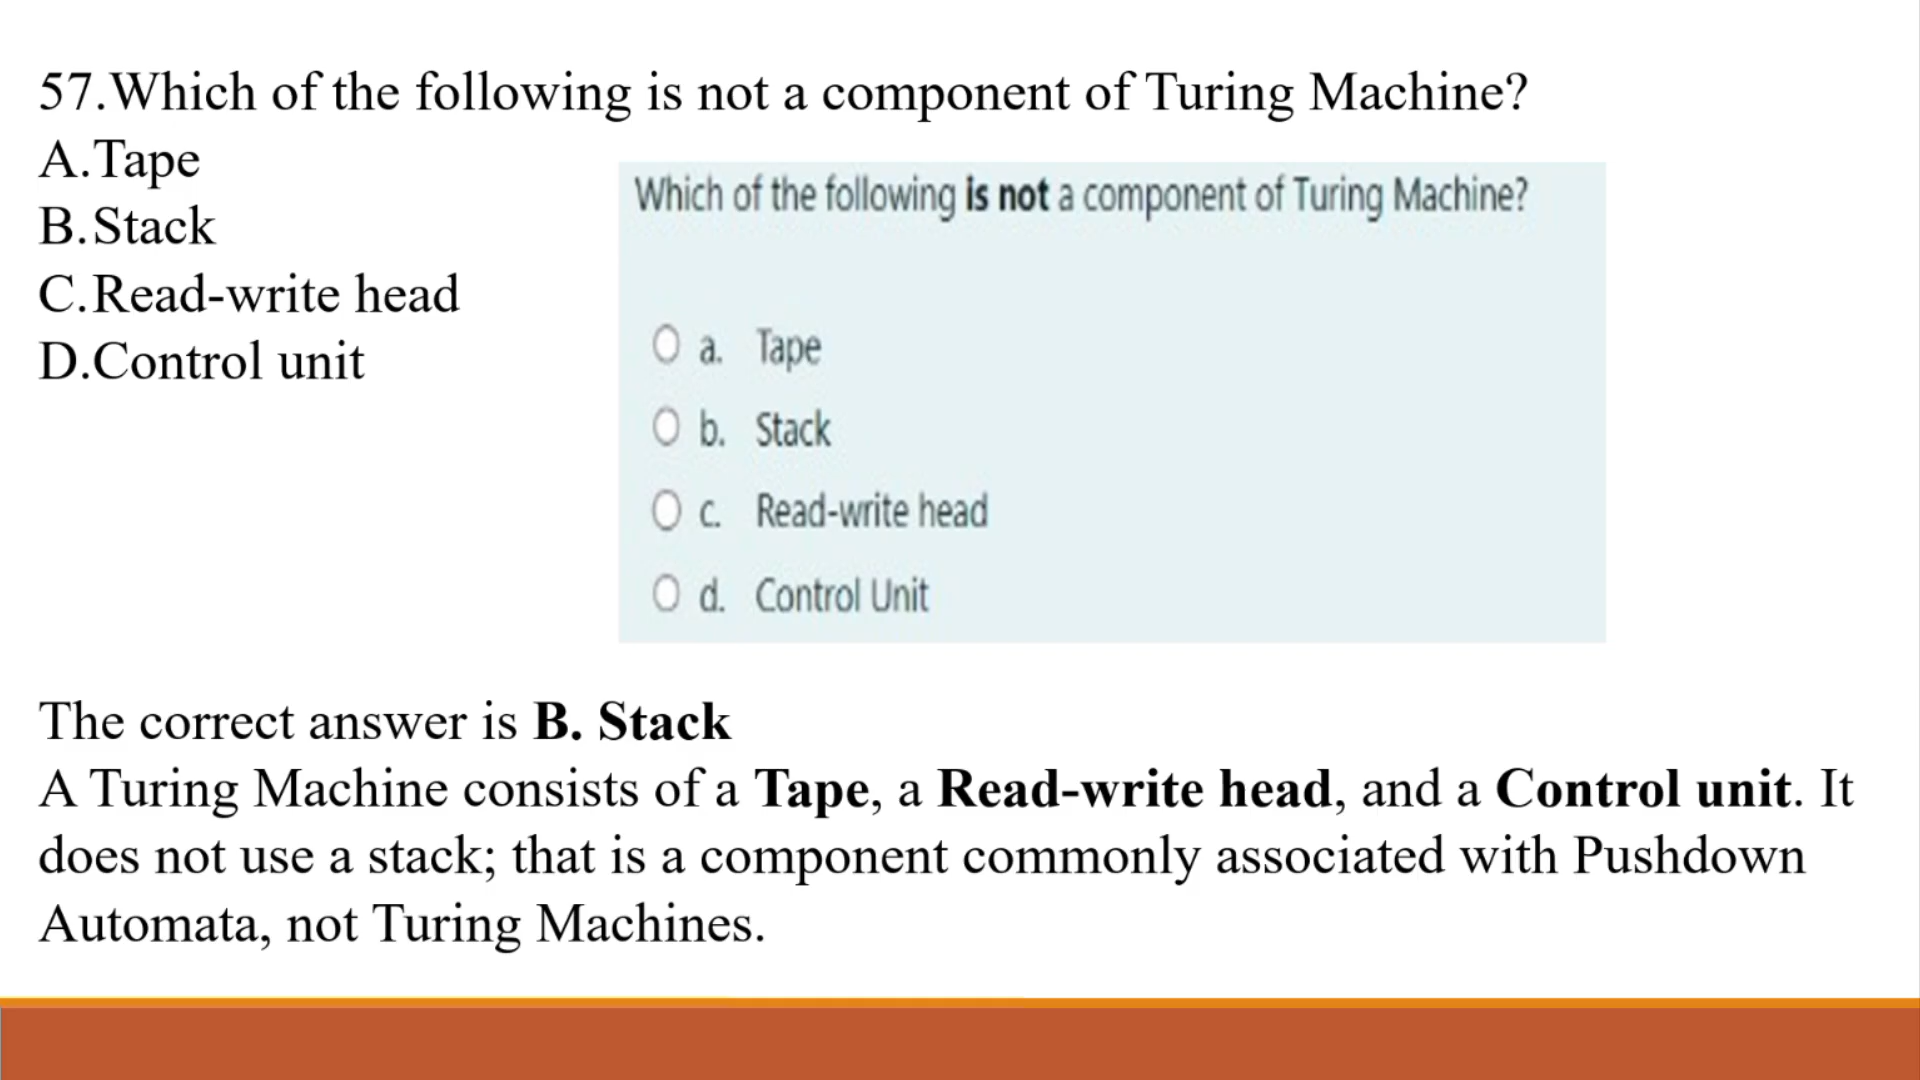 57.Which of the following is not a component of Turing Machine?
A.Tape
B.Stack
C.Read-write head
D.Control unit
Which of the following is not a component of Turing Machine?
a. Tape
b. Stack
c. Read-write head
d. Control Unit
The correct answer is B. Stack
A Turing Machine consists of a Tape, a Read-write head, and a Control unit. It
does not use a stack; that is a component commonly associated with Pushdown
Automata, not Turing Machines.